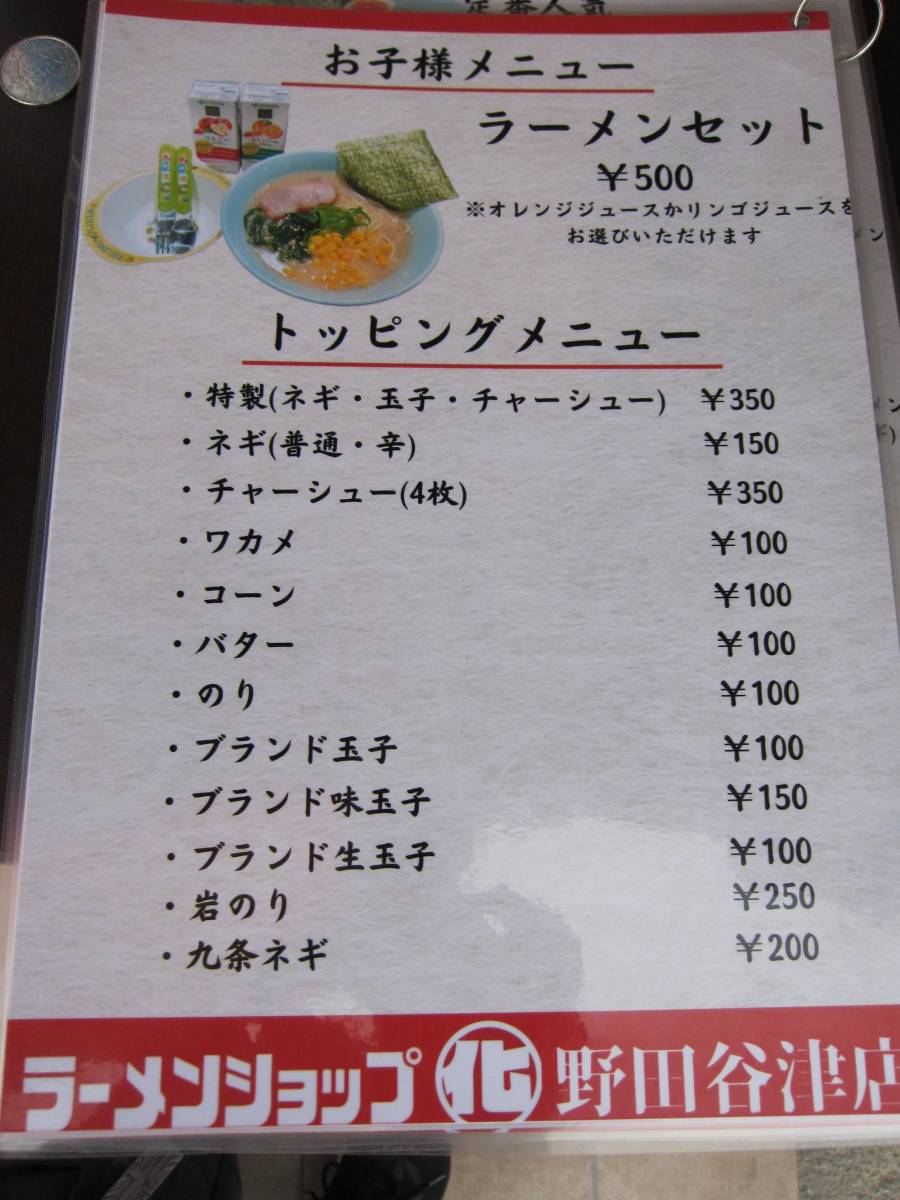 定番人気
お子様メニュー
ラーメンセット
￥500
※オレンジジュースかリンゴジュースを
お選びいただけます
トッピングメニュー
・特製(ネギ・玉子・チャーシュー) ￥350
・ネギ(普通・辛) ￥150
・チャーシュー(4枚) ￥350
・ワカメ ￥100
・コーン ￥100
・バター ￥100
・のり ￥100
・ブランド玉子 ￥100
・ブランド味玉子 ￥150
・ブランド生玉子 ￥100
・岩のり ￥250
・九条ネギ ￥200
ラーメンショップ ㊗化 野田谷津店